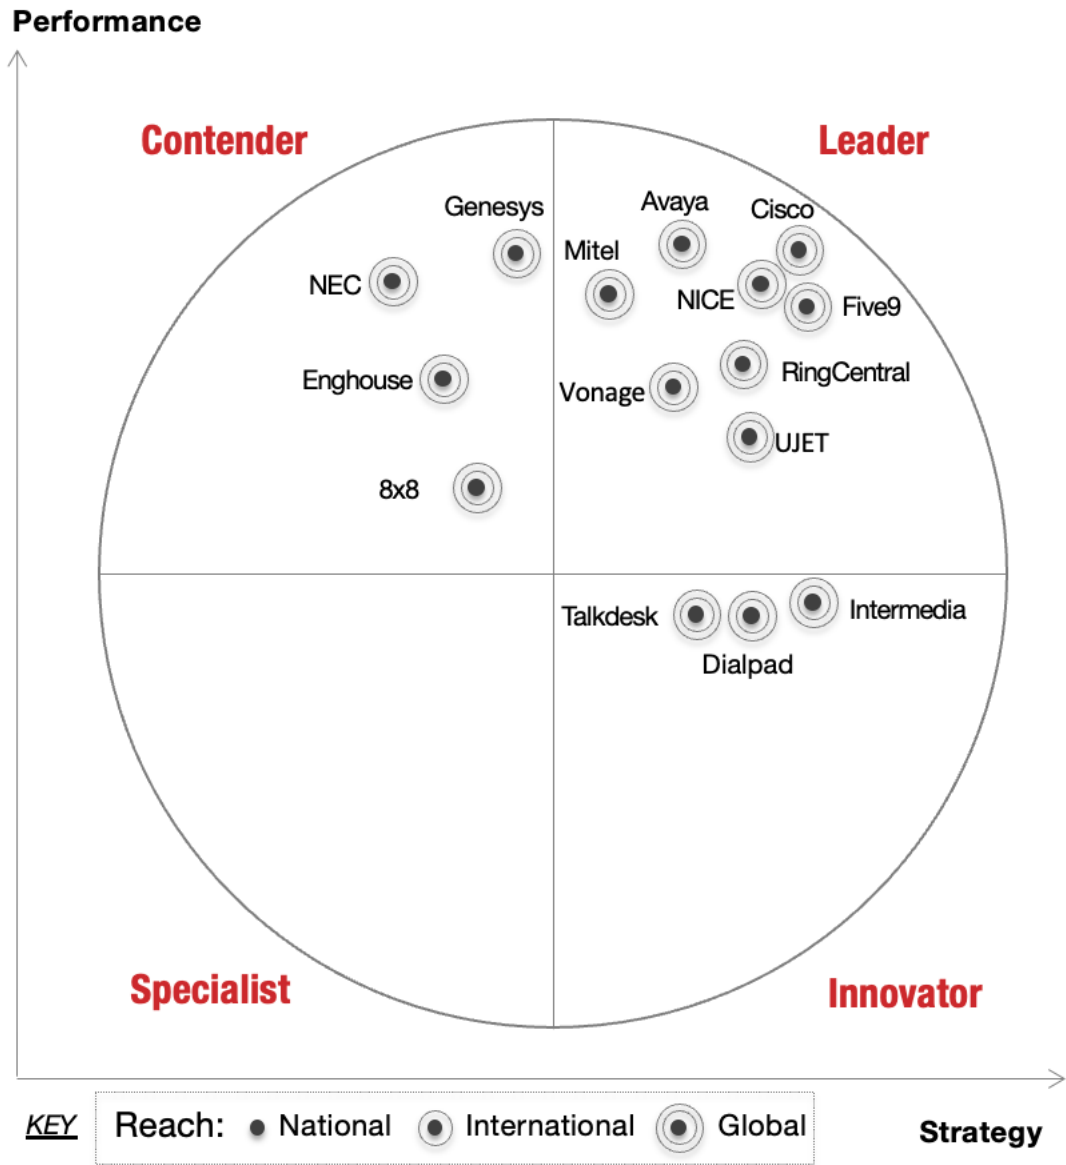 Performance
Contender
Leader
Genesys
Avaya
Cisco
Mitel
NEC
NICE
Five9
Enghouse
Vonage
RingCentral
UJET
8x8
Talkdesk
Intermedia
Dialpad
Specialist
Innovator
KEY Reach: National International Global
Strategy